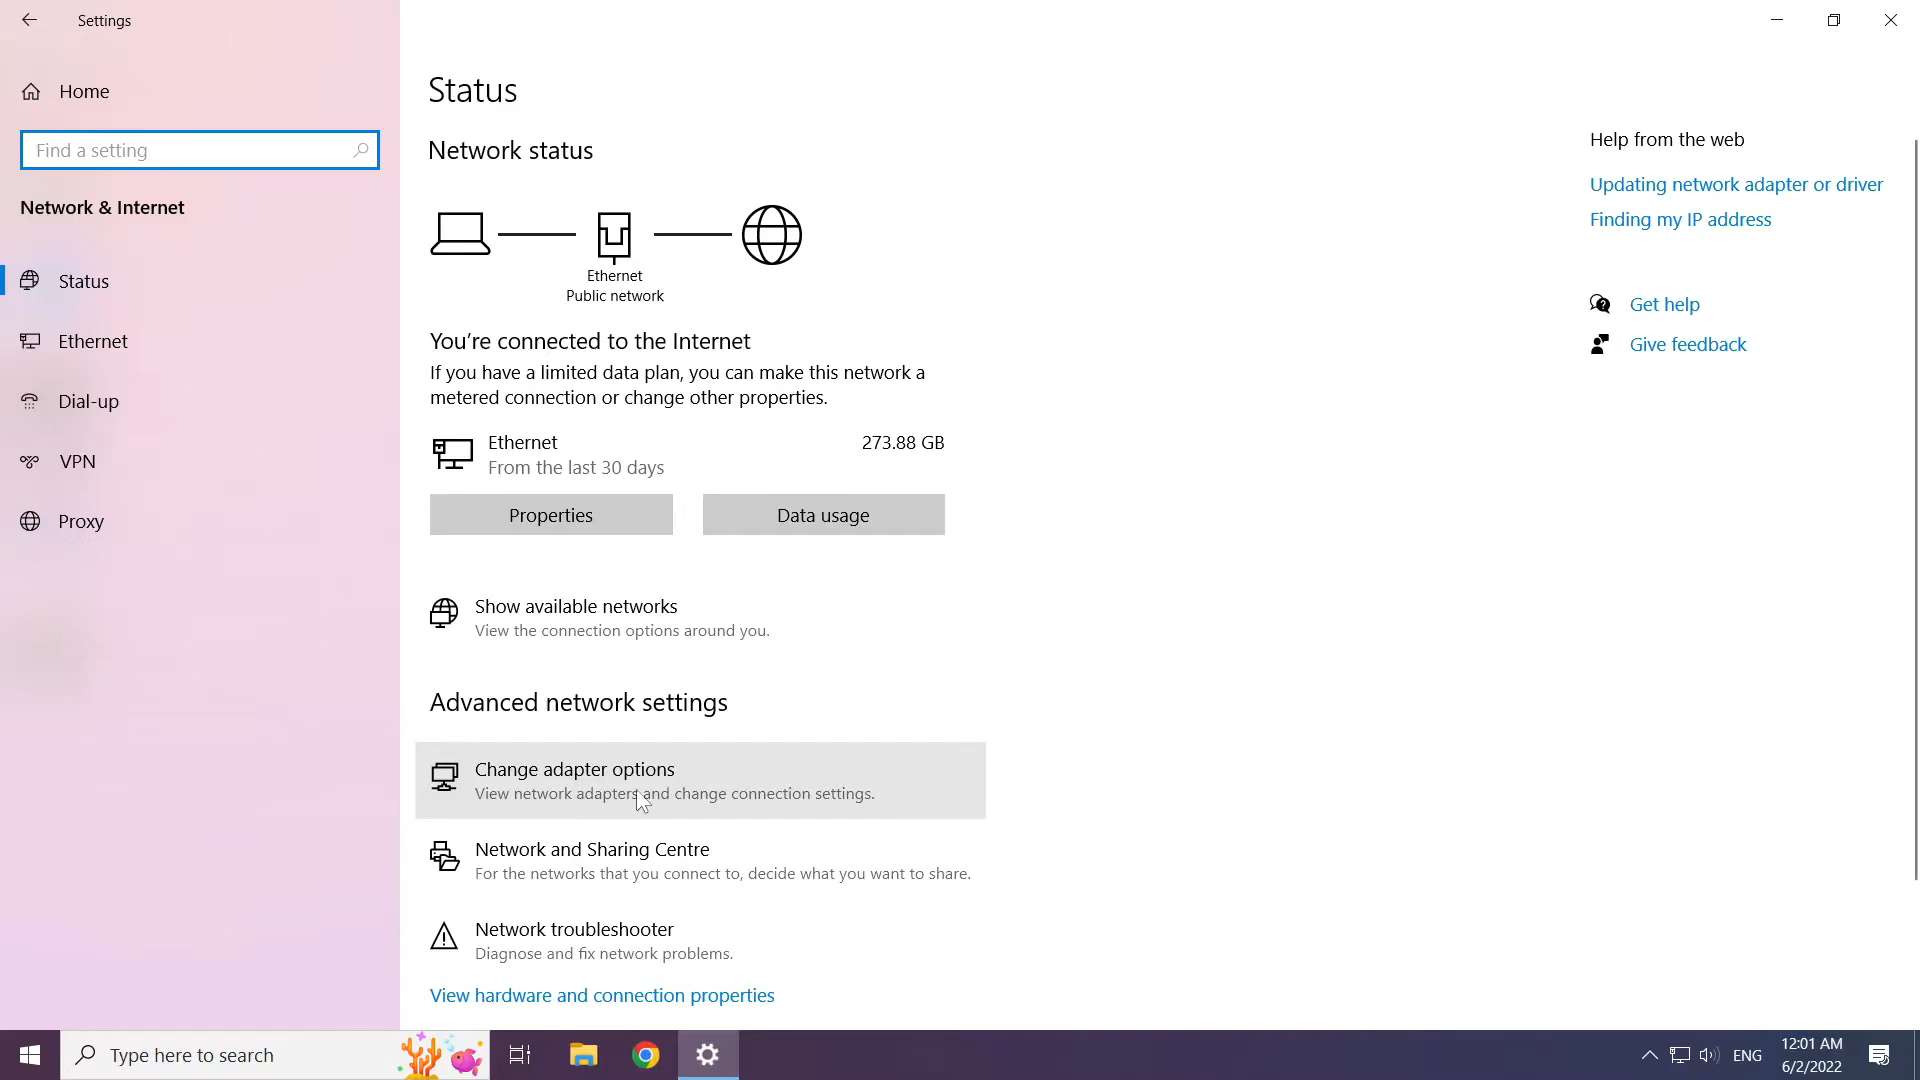 Settings
Home
Find a setting
Network & Internet
Status
Ethernet
Dial-up
VPN
Proxy
Status
Network status
Ethernet
Public network
You're connected to the Internet
If you have a limited data plan, you can make this network a
metered connection or change other properties.
Ethernet 273.88 GB
From the last 30 days
Properties Data usage
Show available networks
View the connection options around you.
Advanced network settings
Change adapter options
View network adapters and change connection settings.
Network and Sharing Centre
For the networks that you connect to, decide what you want to share.
Network troubleshooter
Diagnose and fix network problems.
View hardware and connection properties
Help from the web
Updating network adapter or driver
Finding my IP address
Get help
Give feedback
Type here to search
ENG
12:01 AM
6/2/2022